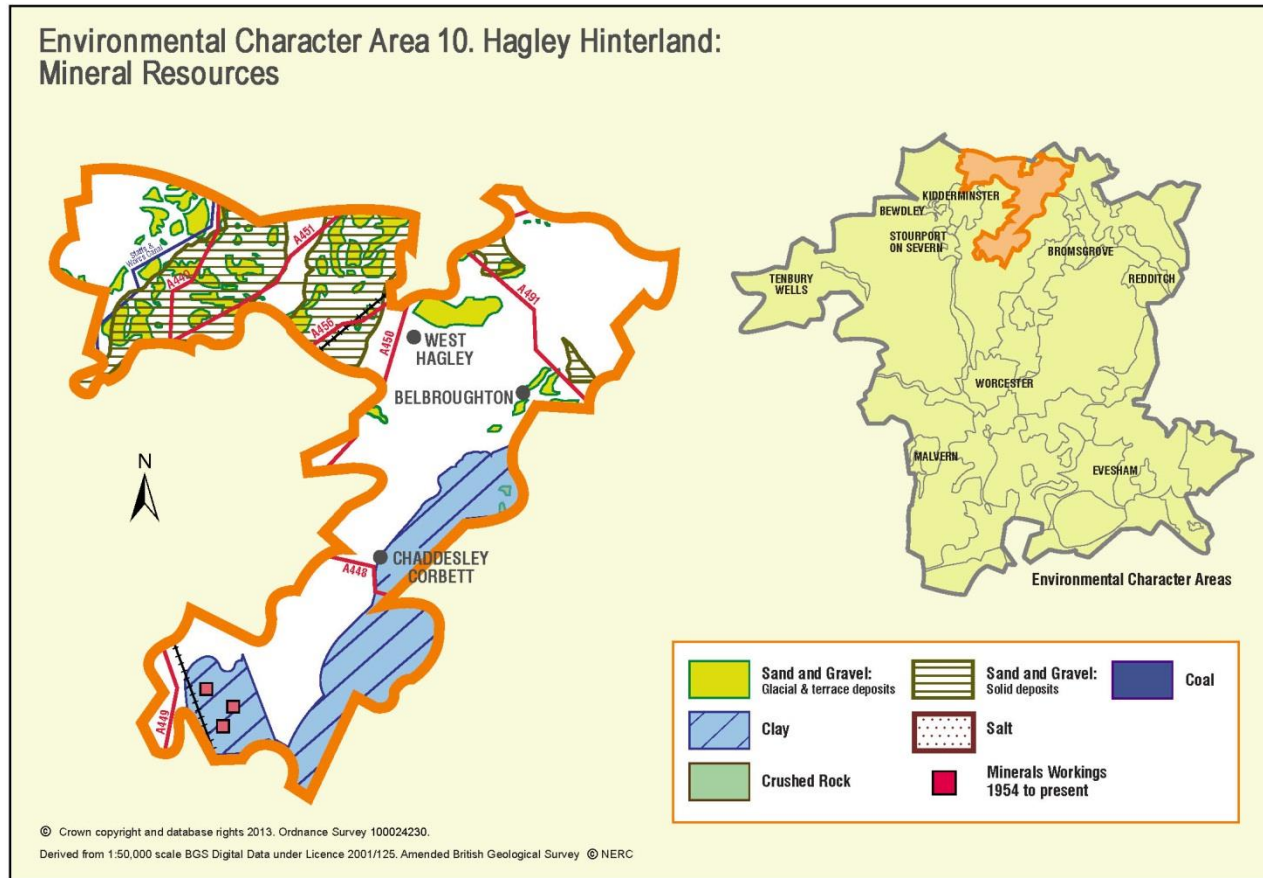 Environmental Character Area 10. Hagley Hinterland:
Mineral Resources
Staffs &
Worcs Canal
A449
A451
A456
A450
A491
WEST
HAGLEY
BELBROUGHTON
N
CHADDESLEY
CORBETT
A448
A449
KIDDERMINSTER
BEWDLEY
STOURPORT
ON SEVERN
BROMSGROVE
TENBURY
WELLS
REDDITCH
WORCESTER
MALVERN
EVESHAM
Environmental Character Areas
Sand and Gravel:
Glacial & terrace deposits
Sand and Gravel:
Solid deposits
Coal
Clay
Salt
Crushed Rock
Minerals Workings
1954 to present
© Crown copyright and database rights 2013. Ordnance Survey 100024230.
Derived from 1:50,000 scale BGS Digital Data under Licence 2001/125. Amended British Geological Survey © NERC